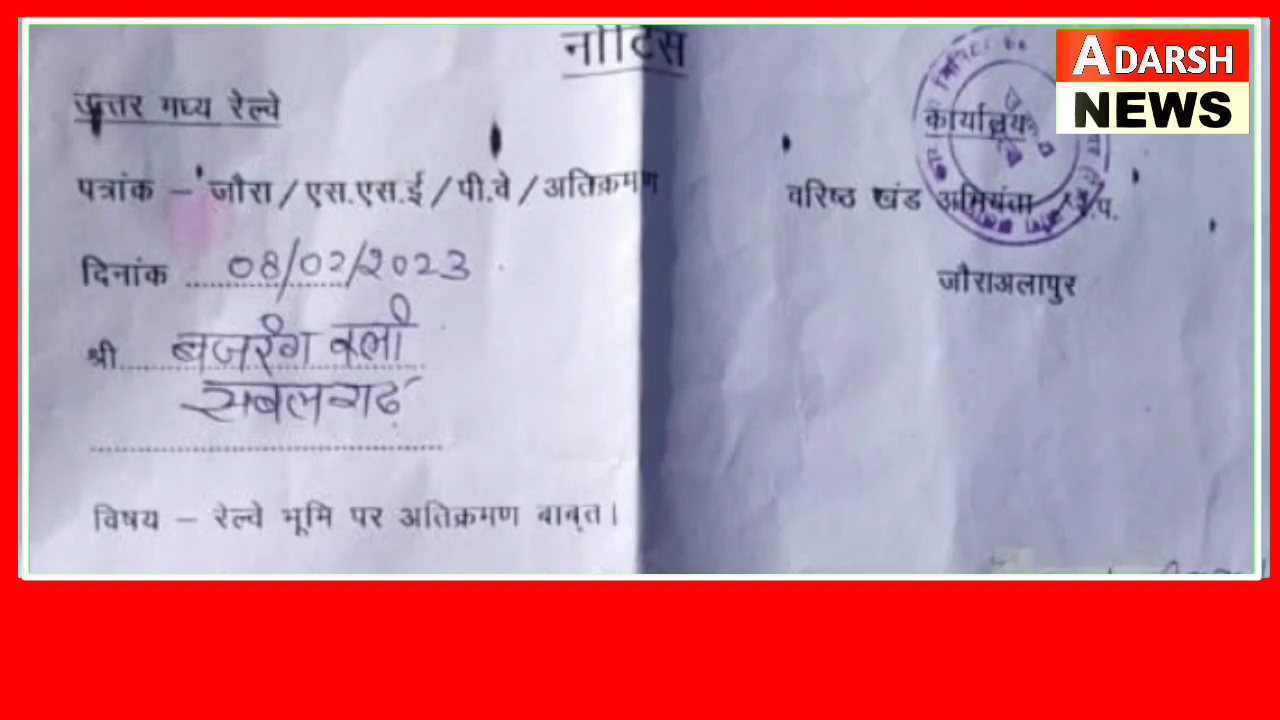 नोटिस
ADARSH
NEWS
उत्तर मध्य रेल्वे
कार्यालय
पत्रांक – जौरा / एस.एस.ई / पी.वे / अतिक्रमण
वरिष्ठ खंड अभियंता
दिनांक 08/02/2023
जौराअलापुर
श्री बजरंग वली
सबलगढ़
विषय – रेल्वे भूमि पर अतिक्रमण बाबत।